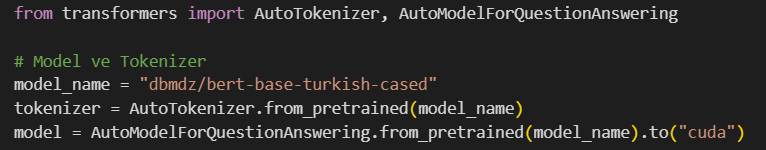 from transformers import AutoTokenizer, AutoModelForQuestionAnswering
# Model ve Tokenizer
model_name = "dbmdz/bert-base-turkish-cased"
tokenizer = AutoTokenizer.from_pretrained(model_name)
model = AutoModelForQuestionAnswering.from_pretrained(model_name).to("cuda")